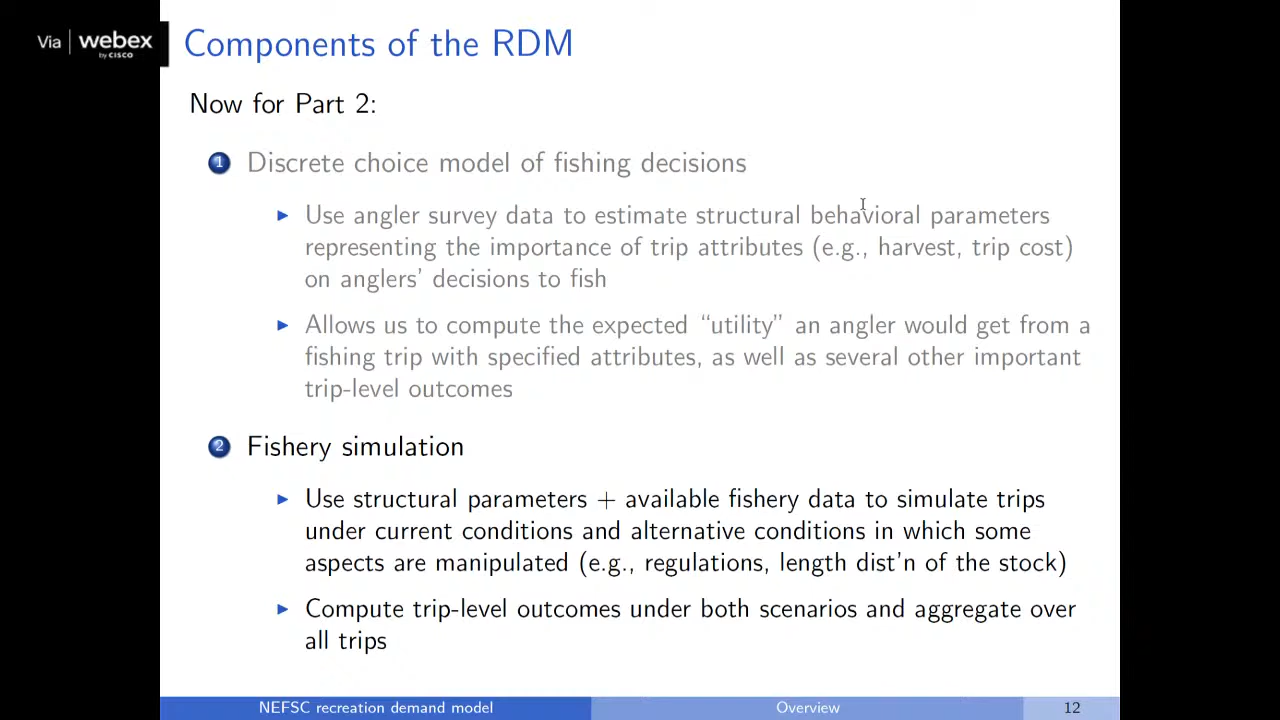 Via webex
by CISCO
Components of the RDM
Now for Part 2:
1 Discrete choice model of fishing decisions
Use angler survey data to estimate structural behavioral parameters
representing the importance of trip attributes (e.g., harvest, trip cost)
on anglers' decisions to fish
Allows us to compute the expected “utility” an angler would get from a
fishing trip with specified attributes, as well as several other important
trip-level outcomes
2 Fishery simulation
Use structural parameters + available fishery data to simulate trips
under current conditions and alternative conditions in which some
aspects are manipulated (e.g., regulations, length dist'n of the stock)
Compute trip-level outcomes under both scenarios and aggregate over
all trips
NEFSC recreation demand model Overview 12